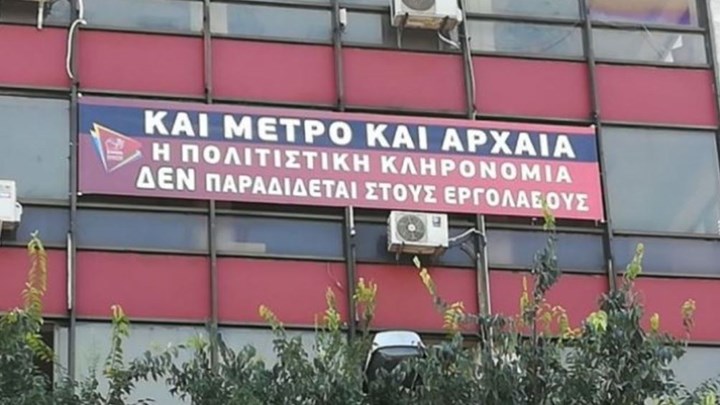 ΚΑΙ ΜΕΤΡΟ ΚΑΙ ΑΡΧΑΙΑ
Η ΠΟΛΙΤΙΣΤΙΚΗ ΚΛΗΡΟΝΟΜΙΑ
ΔΕΝ ΠΑΡΑΔΙΔΕΤΑΙ ΣΤΟΥΣ ΕΡΓΟΛΑΒΟΥΣ